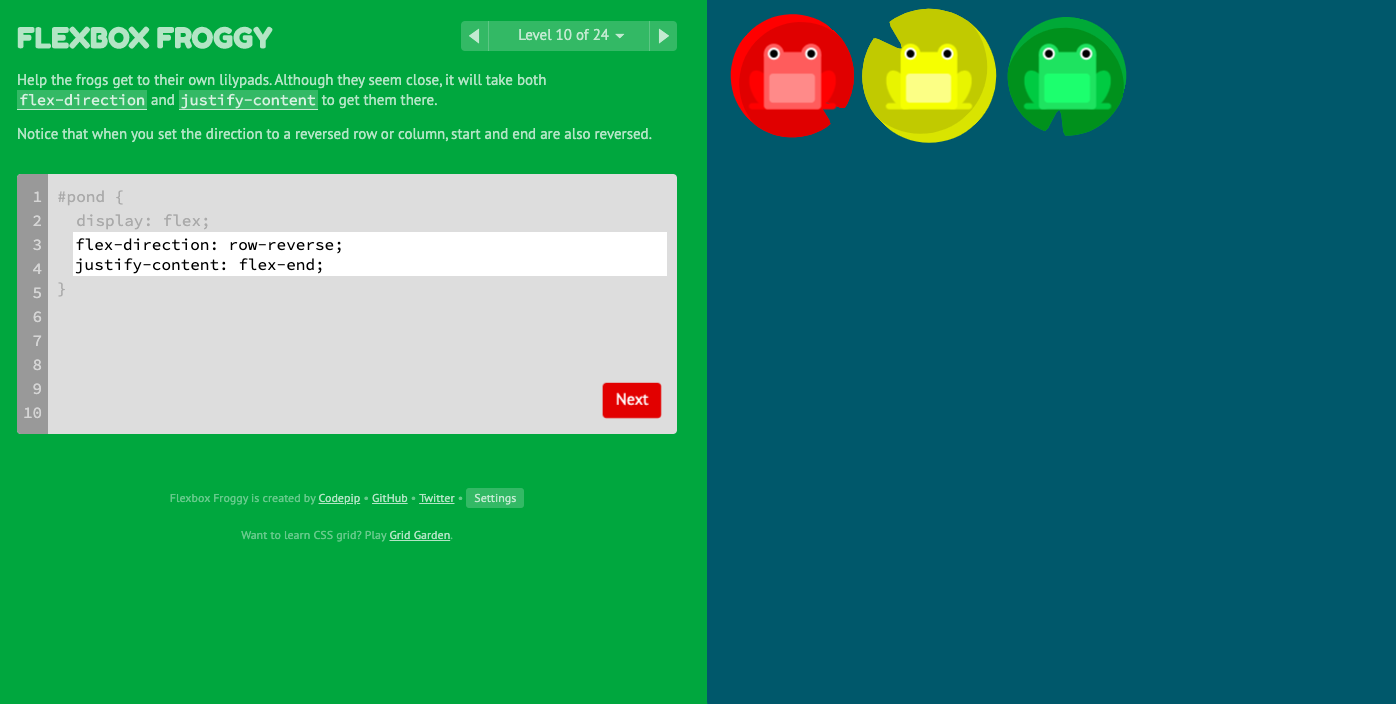 FLEXBOX FROGGY
Level 10 of 24
Help the frogs get to their own lilypads. Although they seem close, it will take both
flex-direction and justify-content to get them there.
Notice that when you set the direction to a reversed row or column, start and end are also reversed.
1 #pond {
2 display: flex;
3 flex-direction: row-reverse;
4 justify-content: flex-end;
5 }
6
7
8
9
10
Next
Flexbox Froggy is created by Codepip • GitHub • Twitter • Settings
Want to learn CSS grid? Play Grid Garden.